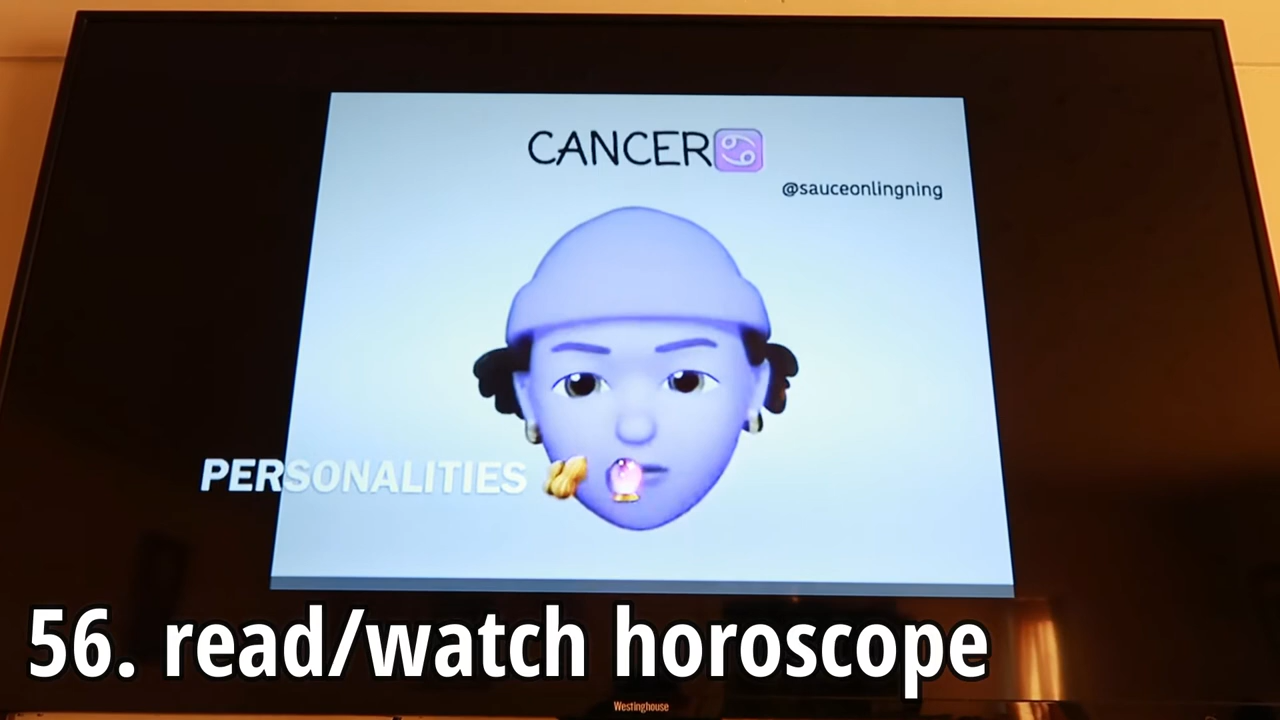 CANCER♋
@sauceonlingning
PERSONALITIES 🥜 🔮
56. read/watch horoscope
Westinghouse